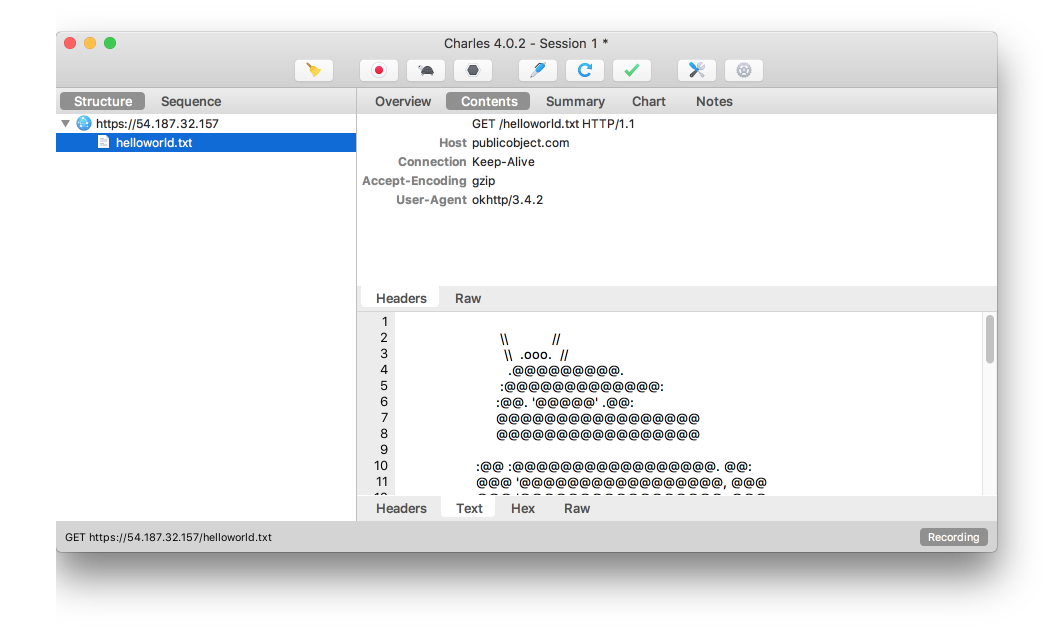 Charles 4.0.2 - Session 1 *
Structure Sequence
Overview Contents Summary Chart Notes
https://54.187.32.157
helloworld.txt
GET /helloworld.txt HTTP/1.1
Host publicobject.com
Connection Keep-Alive
Accept-Encoding gzip
User-Agent okhttp/3.4.2
Headers Raw
1
2 \\ //
3 \\ .ooo. //
4 .@@@@@@@@@.
5 :@@@@@@@@@@@@@:
6 :@@. '@@@@@' .@@:
7 @@@@@@@@@@@@@@@@@
8 @@@@@@@@@@@@@@@@@
9
10 :@@ :@@@@@@@@@@@@@@@@@. @@:
11 @@@ '@@@@@@@@@@@@@@@@@, @@@
Headers Text Hex Raw
GET https://54.187.32.157/helloworld.txt
Recording